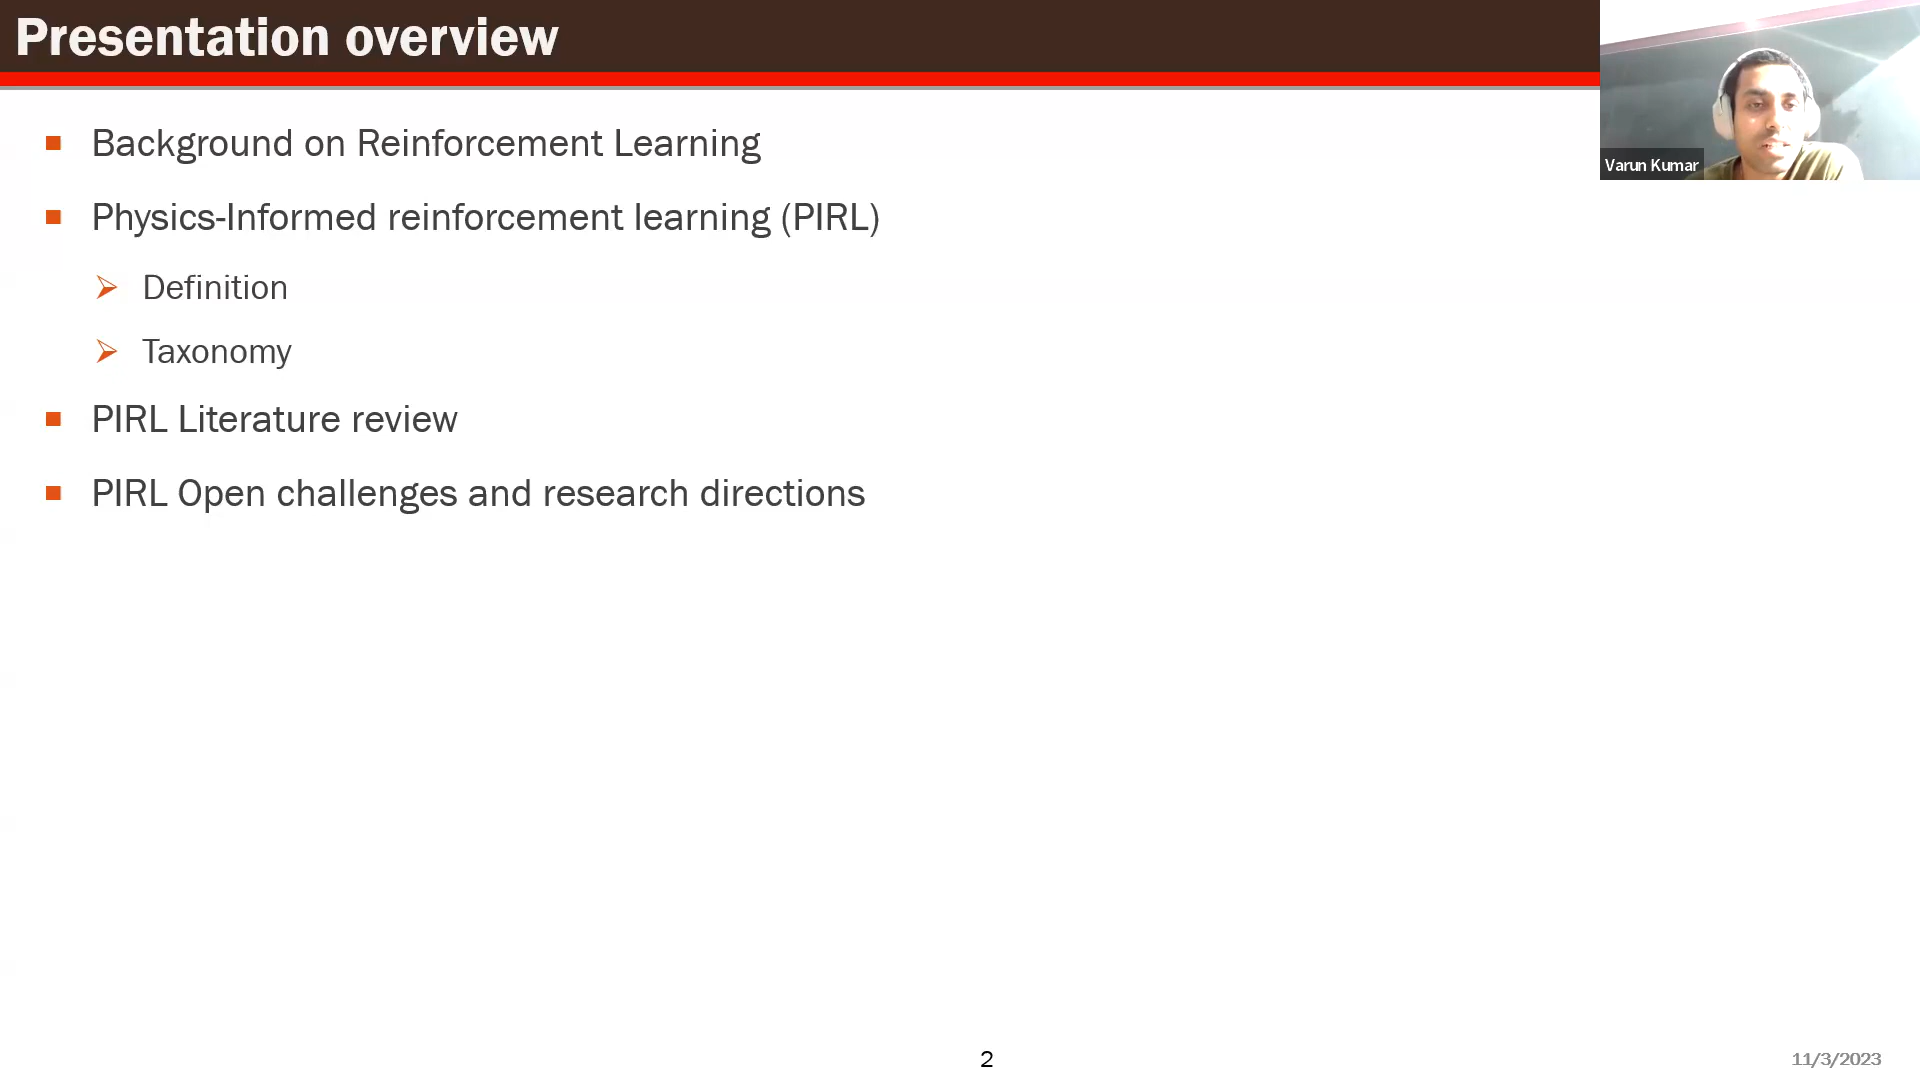 Presentation overview
Varun Kumar
Background on Reinforcement Learning
Physics-Informed reinforcement learning (PIRL)
Definition
Taxonomy
PIRL Literature review
PIRL Open challenges and research directions
2
11/3/2023